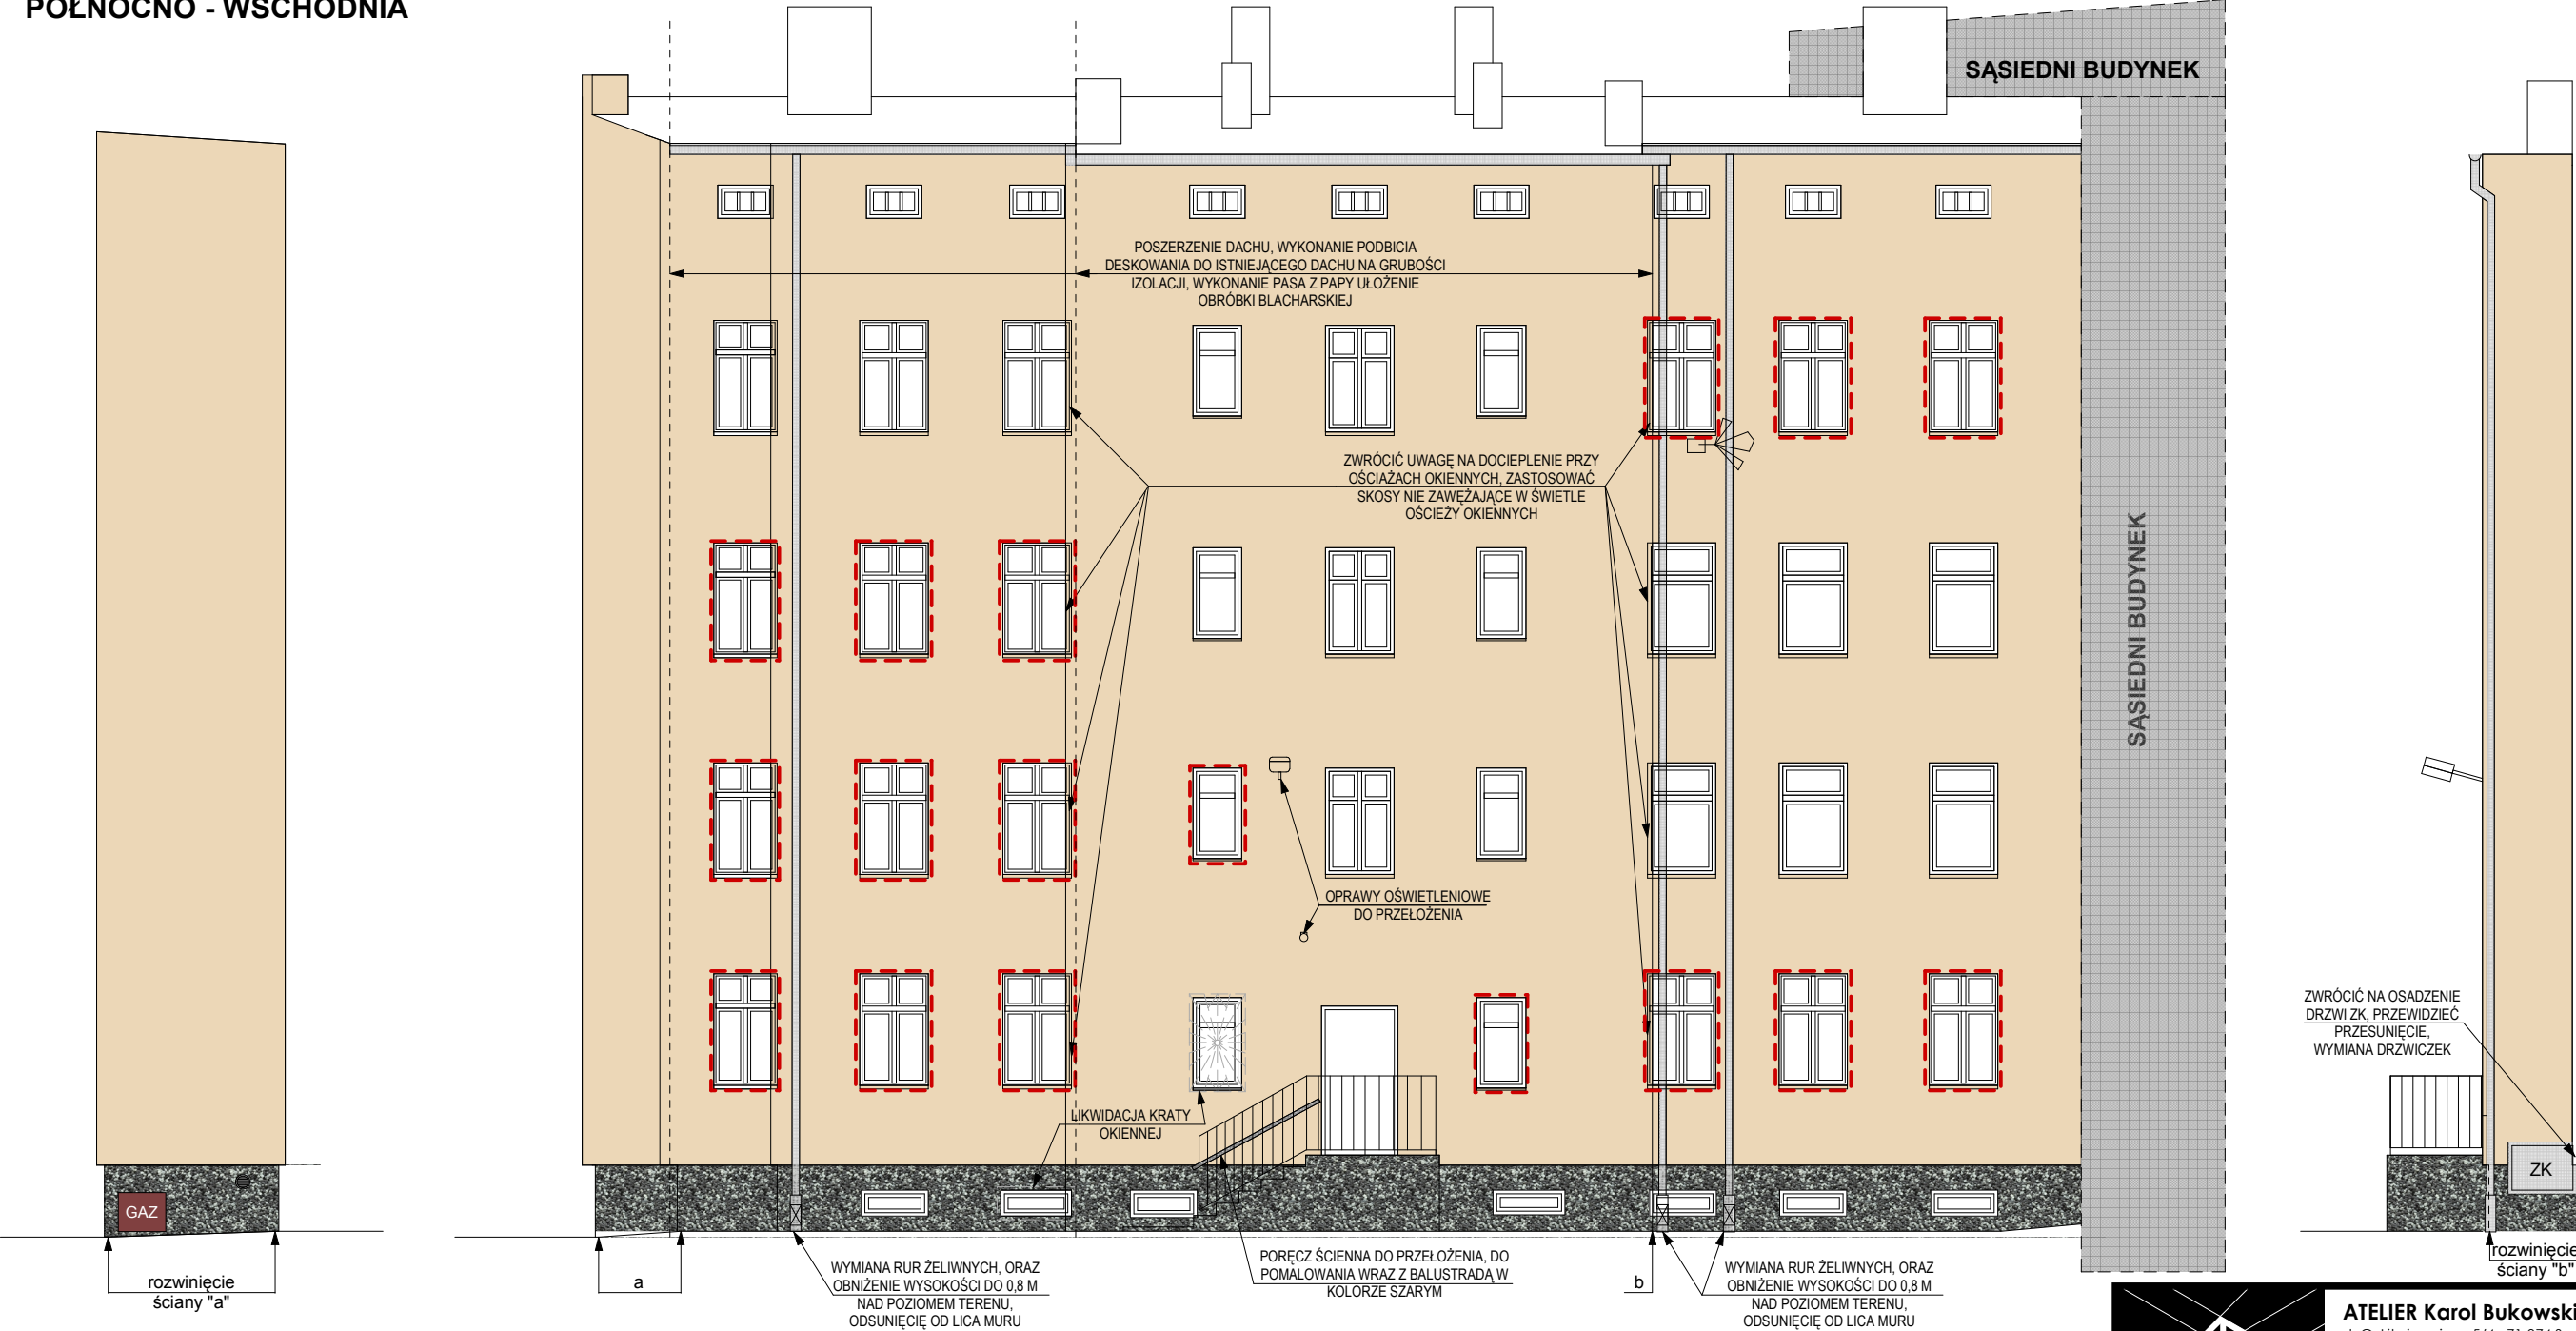 PÓŁNOCNO - WSCHODNIA
SĄSIEDNI BUDYNEK
POSZERZENIE DACHU, WYKONANIE PODBICIA
DESKOWANIA DO ISTNIEJĄCEGO DACHU NA GRUBOŚCI
IZOLACJI, WYKONANIE PASA Z PAPY UŁOŻENIE
OBRÓBKI BLACHARSKIEJ
ZWRÓCIĆ UWAGĘ NA DOCIEPLENIE PRZY
OŚCIAŻACH OKIENNYCH, ZASTOSOWAĆ
SKOSY NIE ZAWĘŻAJĄCE W ŚWIETLE
OŚCIEŻY OKIENNYCH
SĄSIEDNI BUDYNEK
OPRAWY OŚWIETLENIOWE
DO PRZEŁOŻENIA
ZWRÓCIĆ NA OSADZENIE
DRZWI ZK, PRZEWIDZIEĆ
PRZESUNIĘCIE,
WYMIANA DRZWICZEK
LIKWIDACJA KRATY
OKIENNEJ
GAZ
ZK
rozwinięcie
ściany "a"
a
WYMIANA RUR ŻELIWNYCH, ORAZ
OBNIŻENIE WYSOKOŚCI DO 0,8 M
NAD POZIOMEM TERENU,
ODSUNIĘCIĘ OD LICA MURU
PORĘCZ ŚCIENNA DO PRZEŁOŻENIA, DO
POMALOWANIA WRAZ Z BALUSTRADĄ W
KOLORZE SZARYM
b
WYMIANA RUR ŻELIWNYCH, ORAZ
OBNIŻENIE WYSOKOŚCI DO 0,8 M
NAD POZIOMEM TERENU,
ODSUNIĘCIĘ OD LICA MURU
rozwinięcie
ściany "b"
ATELIER Karol Bukowski